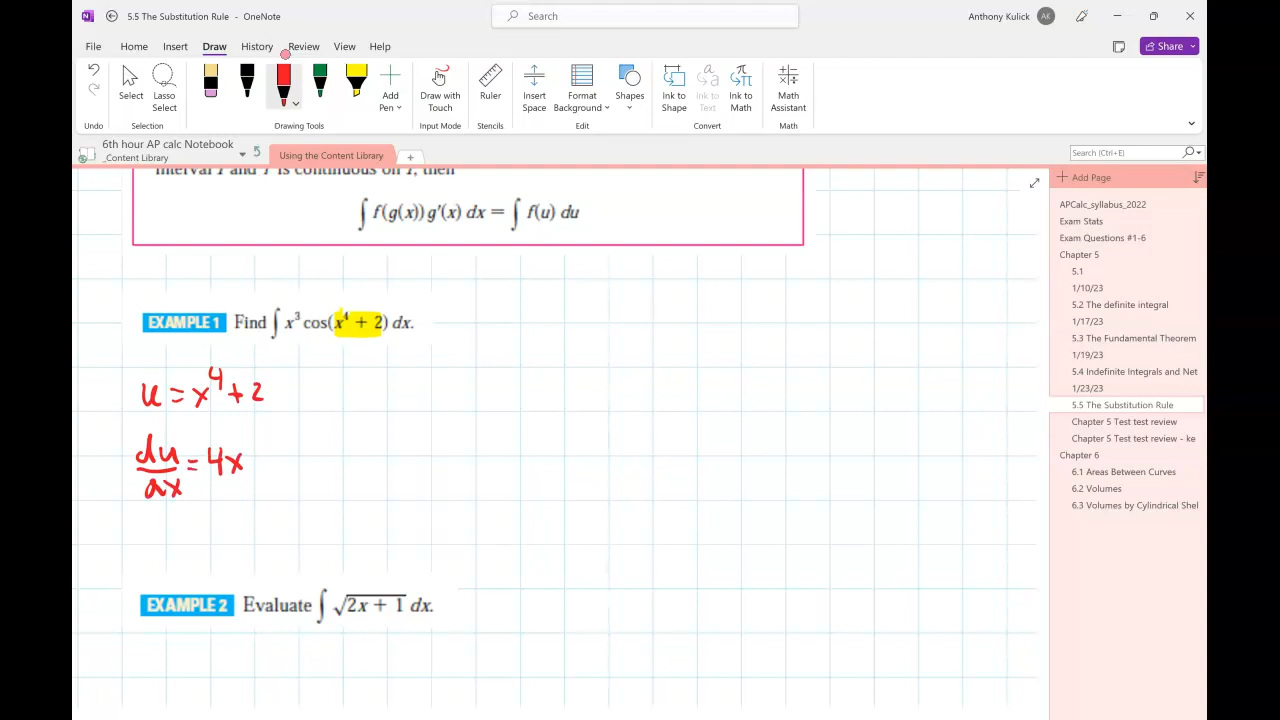 5.5 The Substitution Rule - OneNote
Search
Anthony Kulick AK
File Home Insert Draw History Review View Help
Share
Undo
Select
Lasso Select
Selection
Add Pen
Drawing Tools
Draw with Touch
Input Mode
Ruler
Stencils
Insert Space
Format Background
Shapes
Edit
Ink to Shape
Ink to Text
Ink to Math
Convert
Math Assistant
Math
6th hour AP calc Notebook
_Content Library
Using the Content Library
+
Search (Ctrl+E)
interval I and f is continuous on I, then
∫ f(g(x)) g′(x) dx = ∫ f(u) du
EXAMPLE 1 Find ∫ x³ cos(x⁴ + 2) dx.
u = x⁴ + 2
du/dx = 4x
EXAMPLE 2 Evaluate ∫ √(2x + 1) dx.
Add Page
APCalc_syllabus_2022
Exam Stats
Exam Questions #1-6
Chapter 5
5.1
1/10/23
5.2 The definite integral
1/17/23
5.3 The Fundamental Theorem
1/19/23
5.4 Indefinite Integrals and Net
1/23/23
5.5 The Substitution Rule
Chapter 5 Test test review
Chapter 5 Test test review - ke
Chapter 6
6.1 Areas Between Curves
6.2 Volumes
6.3 Volumes by Cylindrical Shel